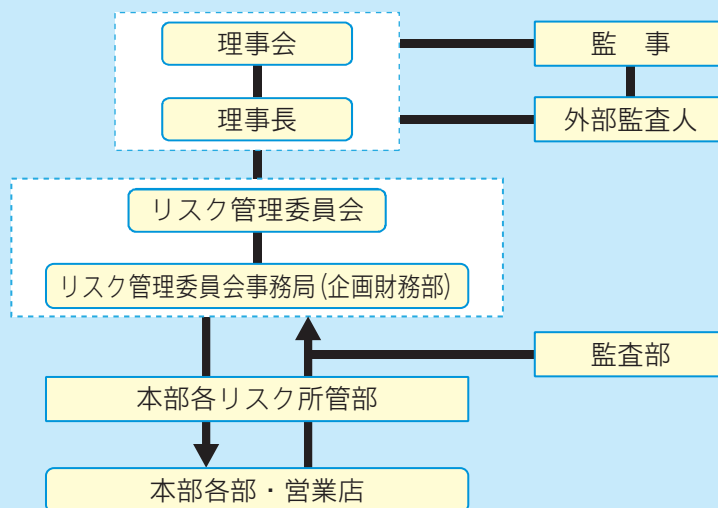 理事会
監　事
理事長
外部監査人
リスク管理委員会
リスク管理委員会事務局(企画財務部)
監査部
本部各リスク所管部
本部各部・営業店